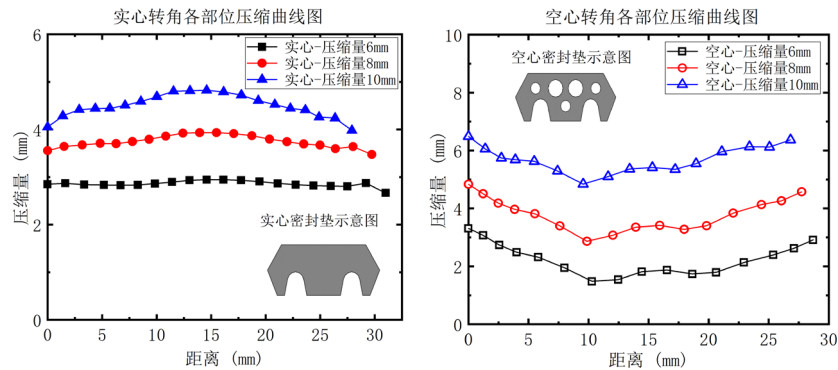 实心转角各部位压缩曲线图
实心-压缩量6mm
实心-压缩量8mm
实心-压缩量10mm
压缩量 (mm)
6
4
2
0
实心密封垫示意图
0 5 10 15 20 25 30
距离 (mm)
空心转角各部位压缩曲线图
空心密封垫示意图
空心-压缩量6mm
空心-压缩量8mm
空心-压缩量10mm
压缩量 (mm)
10
8
6
4
2
0
0 5 10 15 20 25 30
距离 (mm)